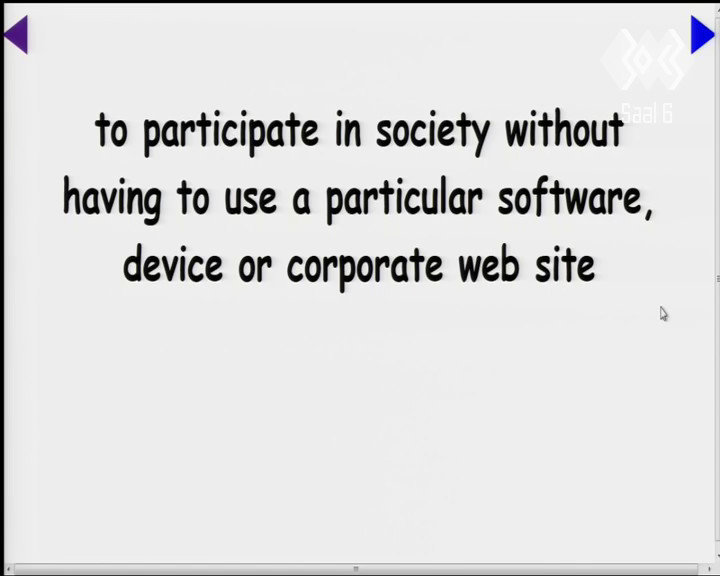 Saal 6
to participate in society without
having to use a particular software,
device or corporate web site